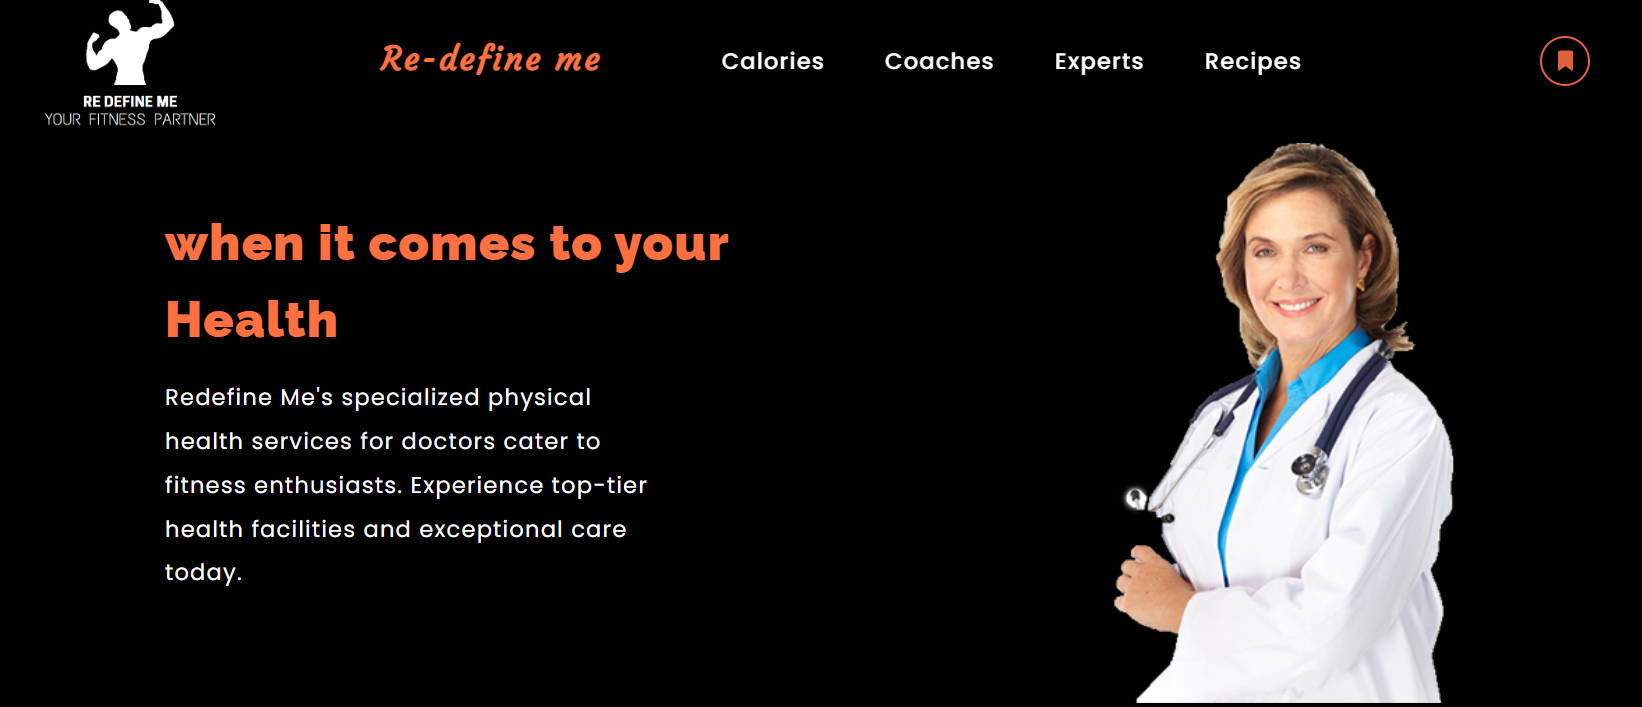 RE DEFINE ME
YOUR FITNESS PARTNER
Re-define me
Calories
Coaches
Experts
Recipes
when it comes to your
Health
Redefine Me's specialized physical
health services for doctors cater to
fitness enthusiasts. Experience top-tier
health facilities and exceptional care
today.